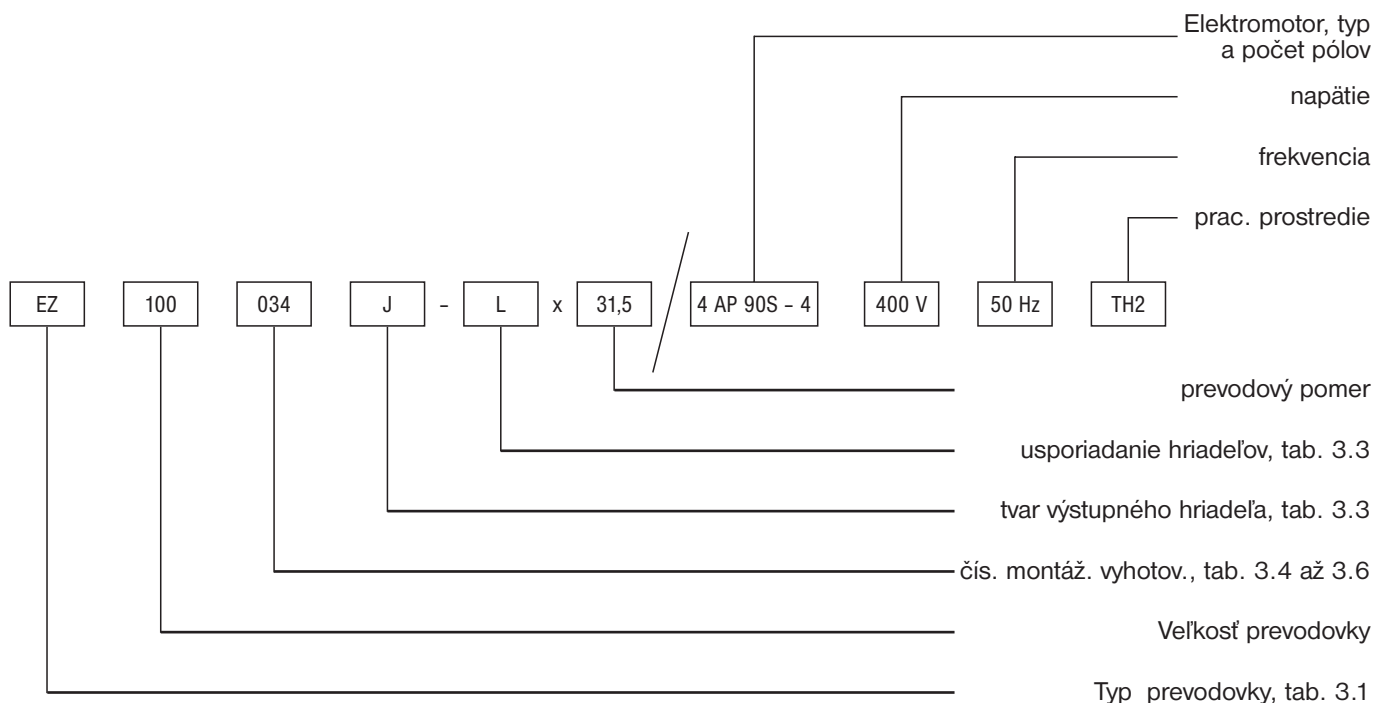 Elektromotor, typ
a počet pólov
napätie
frekvencia
prac. prostredie
EZ 100 034 J – L x 31,5 / 4 AP 90S – 4 400 V 50 Hz TH2
prevodový pomer
usporiadanie hriadeľov, tab. 3.3
tvar výstupného hriadeľa, tab. 3.3
čís. montáž. vyhotov., tab. 3.4 až 3.6
Veľkosť prevodovky
Typ prevodovky, tab. 3.1